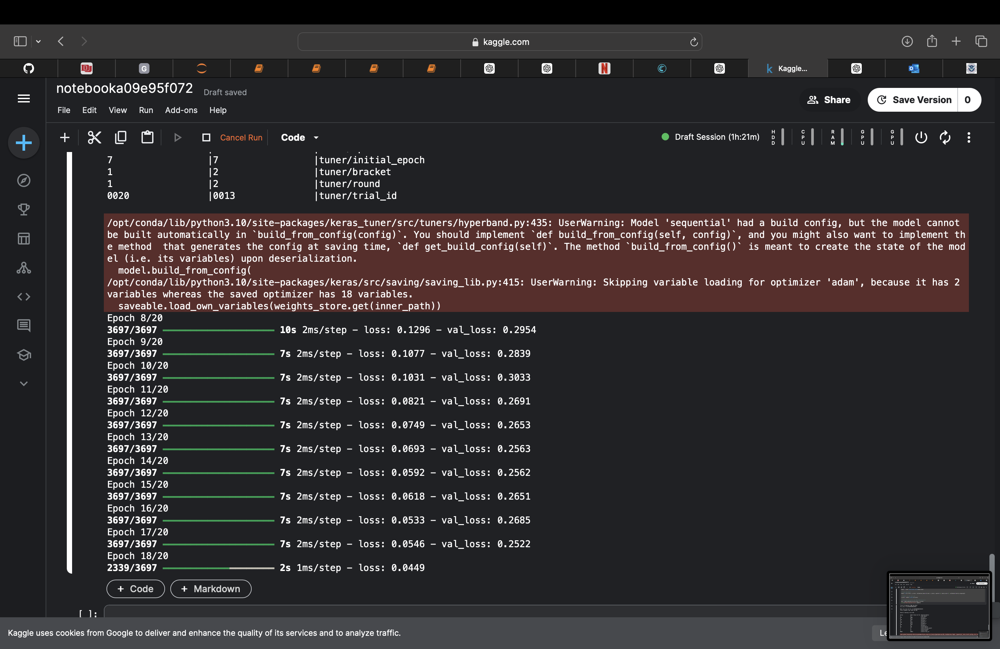 kaggle.com
G
N
k Kaggle...
notebooka09e95f072 Draft saved
Share
Save Version 0
File Edit View Run Add-ons Help
Cancel Run
Code
Draft Session (1h:21m)
HDD
CPU
RAM
GPU
GPU
7 |7 |tuner/initial_epoch
1 |2 |tuner/bracket
1 |2 |tuner/round
0020 |0013 |tuner/trial_id
/opt/conda/lib/python3.10/site-packages/keras_tuner/src/tuners/hyperband.py:435: UserWarning: Model 'sequential' had a build config, but the model cannot
be built automatically in `build_from_config(config)`. You should implement `def build_from_config(self, config)`, and you might also want to implement th
e method  that generates the config at saving time, `def get_build_config(self)`. The method `build_from_config()` is meant to create the state of the mod
el (i.e. its variables) upon deserialization.
  model.build_from_config(
/opt/conda/lib/python3.10/site-packages/keras/src/saving/saving_lib.py:415: UserWarning: Skipping variable loading for optimizer 'adam', because it has 2
variables whereas the saved optimizer has 18 variables.
  saveable.load_own_variables(weights_store.get(inner_path))
Epoch 8/20
3697/3697 10s 2ms/step – loss: 0.1296 – val_loss: 0.2954
Epoch 9/20
3697/3697 7s 2ms/step – loss: 0.1077 – val_loss: 0.2839
Epoch 10/20
3697/3697 7s 2ms/step – loss: 0.1031 – val_loss: 0.3033
Epoch 11/20
3697/3697 7s 2ms/step – loss: 0.0821 – val_loss: 0.2691
Epoch 12/20
3697/3697 7s 2ms/step – loss: 0.0749 – val_loss: 0.2653
Epoch 13/20
3697/3697 7s 2ms/step – loss: 0.0693 – val_loss: 0.2563
Epoch 14/20
3697/3697 7s 2ms/step – loss: 0.0592 – val_loss: 0.2562
Epoch 15/20
3697/3697 7s 2ms/step – loss: 0.0618 – val_loss: 0.2651
Epoch 16/20
3697/3697 7s 2ms/step – loss: 0.0533 – val_loss: 0.2685
Epoch 17/20
3697/3697 7s 2ms/step – loss: 0.0546 – val_loss: 0.2522
Epoch 18/20
2339/3697 2s 1ms/step – loss: 0.0449
+ Code
+ Markdown
[ ]:
Kaggle uses cookies from Google to deliver and enhance the quality of its services and to analyze traffic.